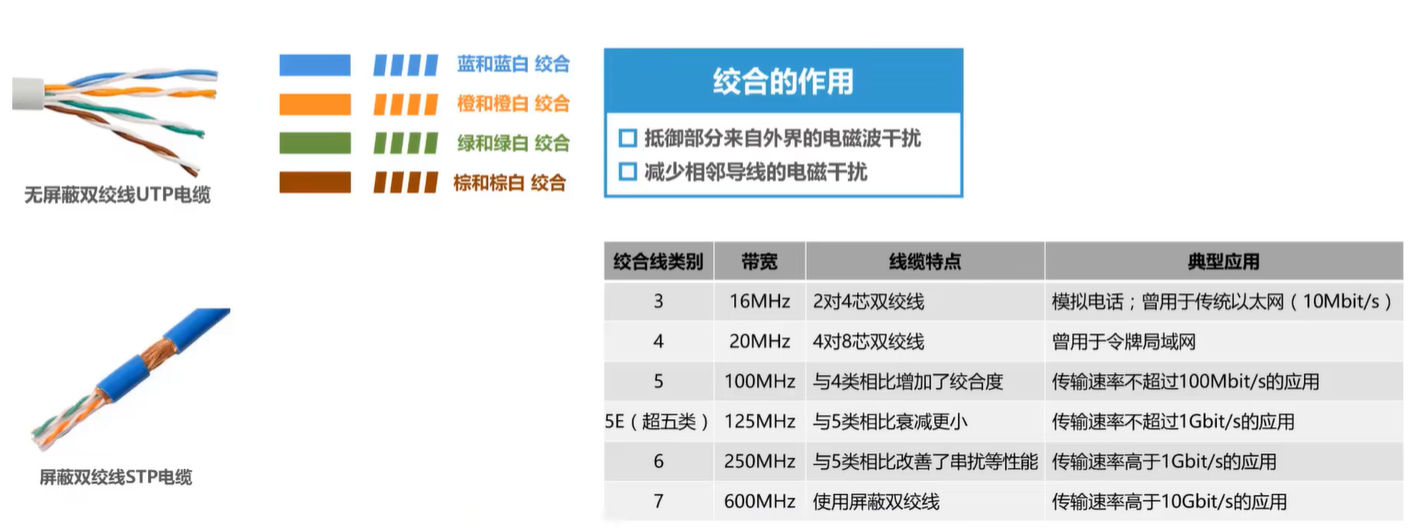 蓝和蓝白 绞合
橙和橙白 绞合
绿和绿白 绞合
棕和棕白 绞合
无屏蔽双绞线UTP电缆
绞合的作用
抵御部分来自外界的电磁波干扰
减少相邻导线的电磁干扰
屏蔽双绞线STP电缆
绞合线类别 带宽 线缆特点 典型应用
3 16MHz 2对4芯双绞线 模拟电话；曾用于传统以太网（10Mbit/s）
4 20MHz 4对8芯双绞线 曾用于令牌局域网
5 100MHz 与4类相比增加了绞合度 传输速率不超过100Mbit/s的应用
5E（超五类） 125MHz 与5类相比衰减更小 传输速率不超过1Gbit/s的应用
6 250MHz 与5类相比改善了串扰等性能 传输速率高于1Gbit/s的应用
7 600MHz 使用屏蔽双绞线 传输速率高于10Gbit/s的应用